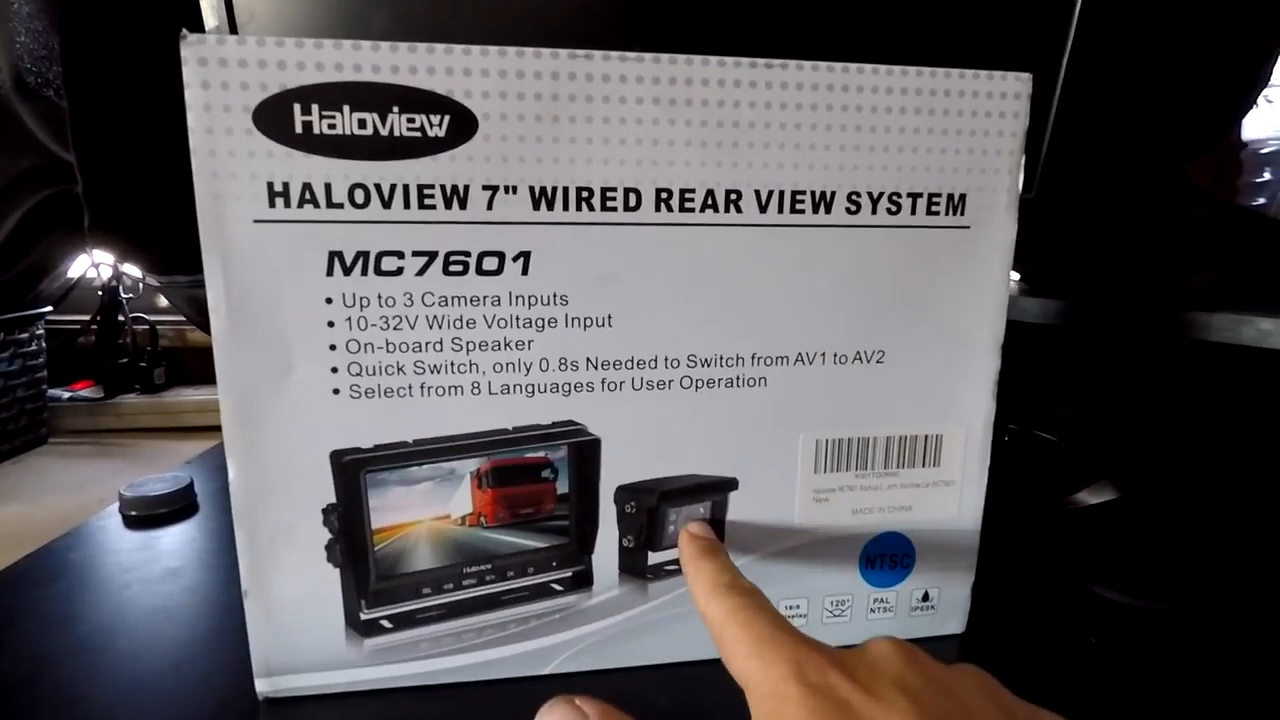 Haloview
HALOVIEW 7" WIRED REAR VIEW SYSTEM
MC7601
• Up to 3 Camera Inputs
• 10-32V Wide Voltage Input
• On-board Speaker
• Quick Switch, only 0.8s Needed to Switch from AV1 to AV2
• Select from 8 Languages for User Operation
Haloview
MENU
New
MADE IN CHINA
NTSC
120°
PAL
NTSC
IP69K